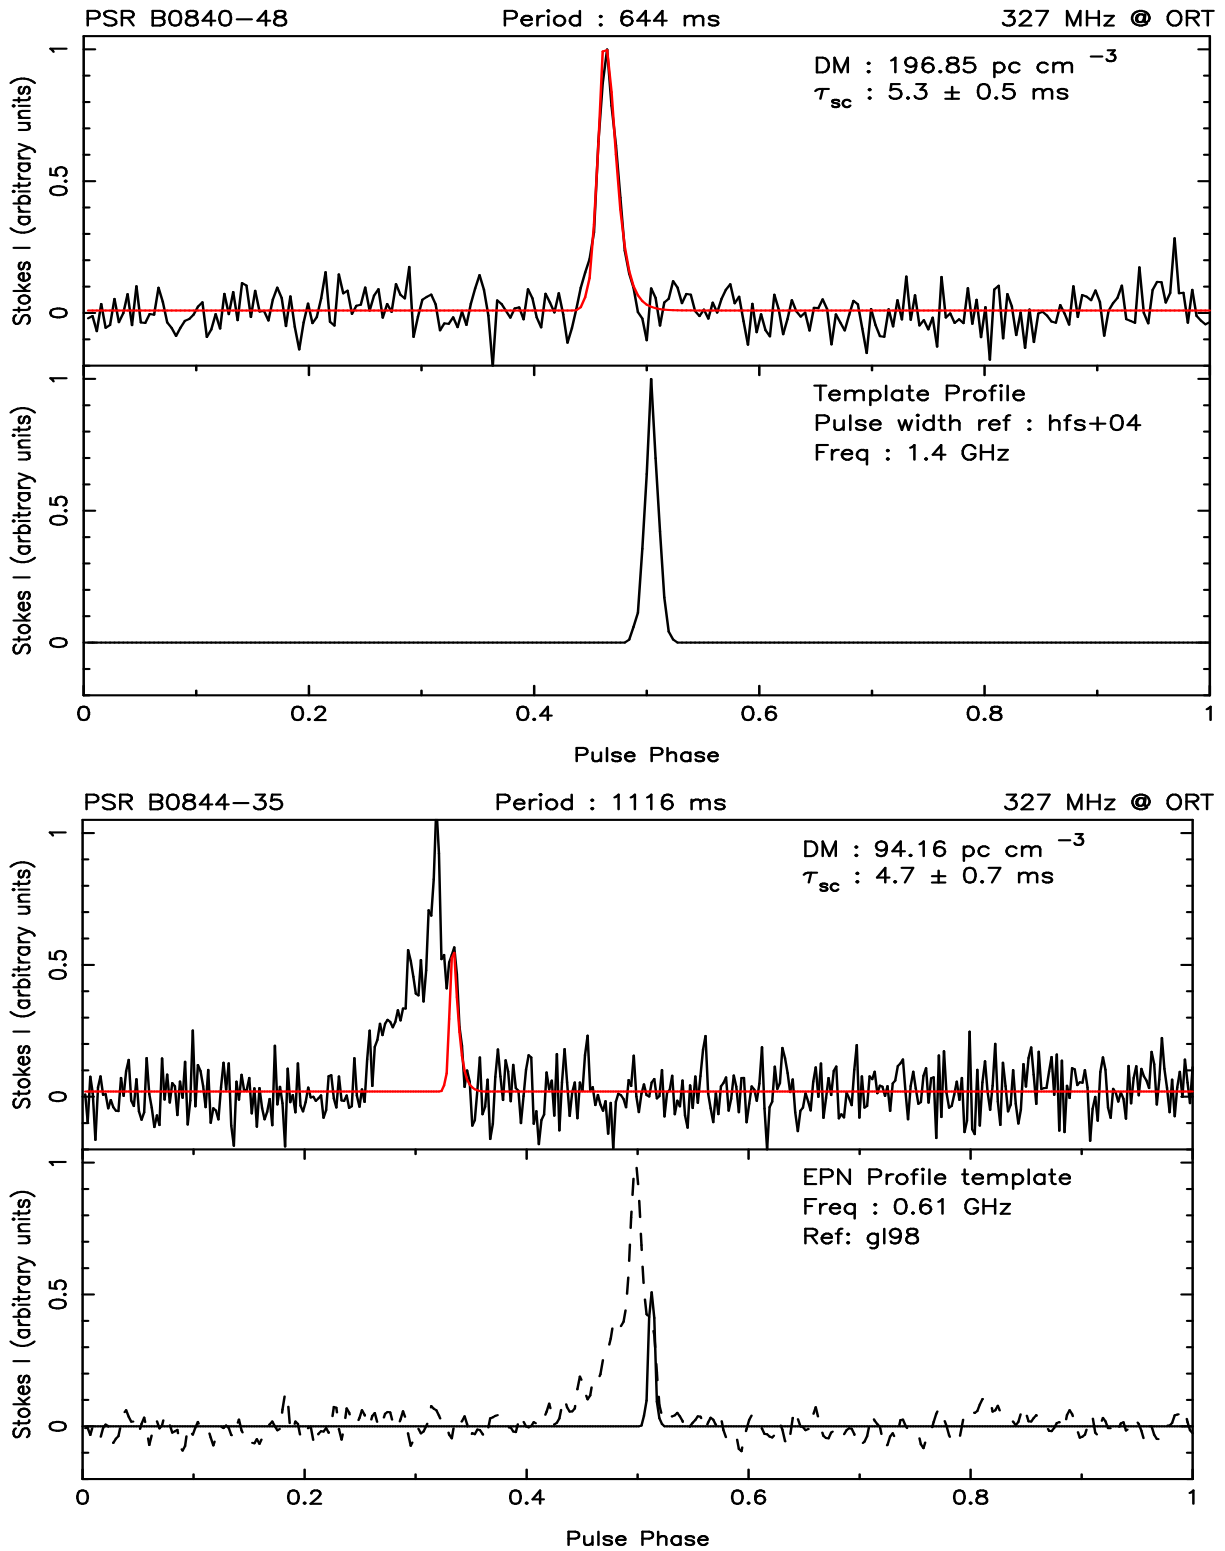 PSR B0840−48 Period : 644 ms 327 MHz @ ORT
DM : 196.85 pc cm −3
τsc : 5.3 ± 0.5 ms
Stokes I (arbitrary units)
1
0.5
0
Template Profile
Pulse width ref : hfs+04
Freq : 1.4 GHz
Stokes I (arbitrary units)
1
0.5
0
0 0.2 0.4 0.6 0.8 1
Pulse Phase
PSR B0844−35 Period : 1116 ms 327 MHz @ ORT
DM : 94.16 pc cm −3
τsc : 4.7 ± 0.7 ms
Stokes I (arbitrary units)
1
0.5
0
EPN Profile template
Freq : 0.61 GHz
Ref: gl98
Stokes I (arbitrary units)
1
0.5
0
0 0.2 0.4 0.6 0.8 1
Pulse Phase